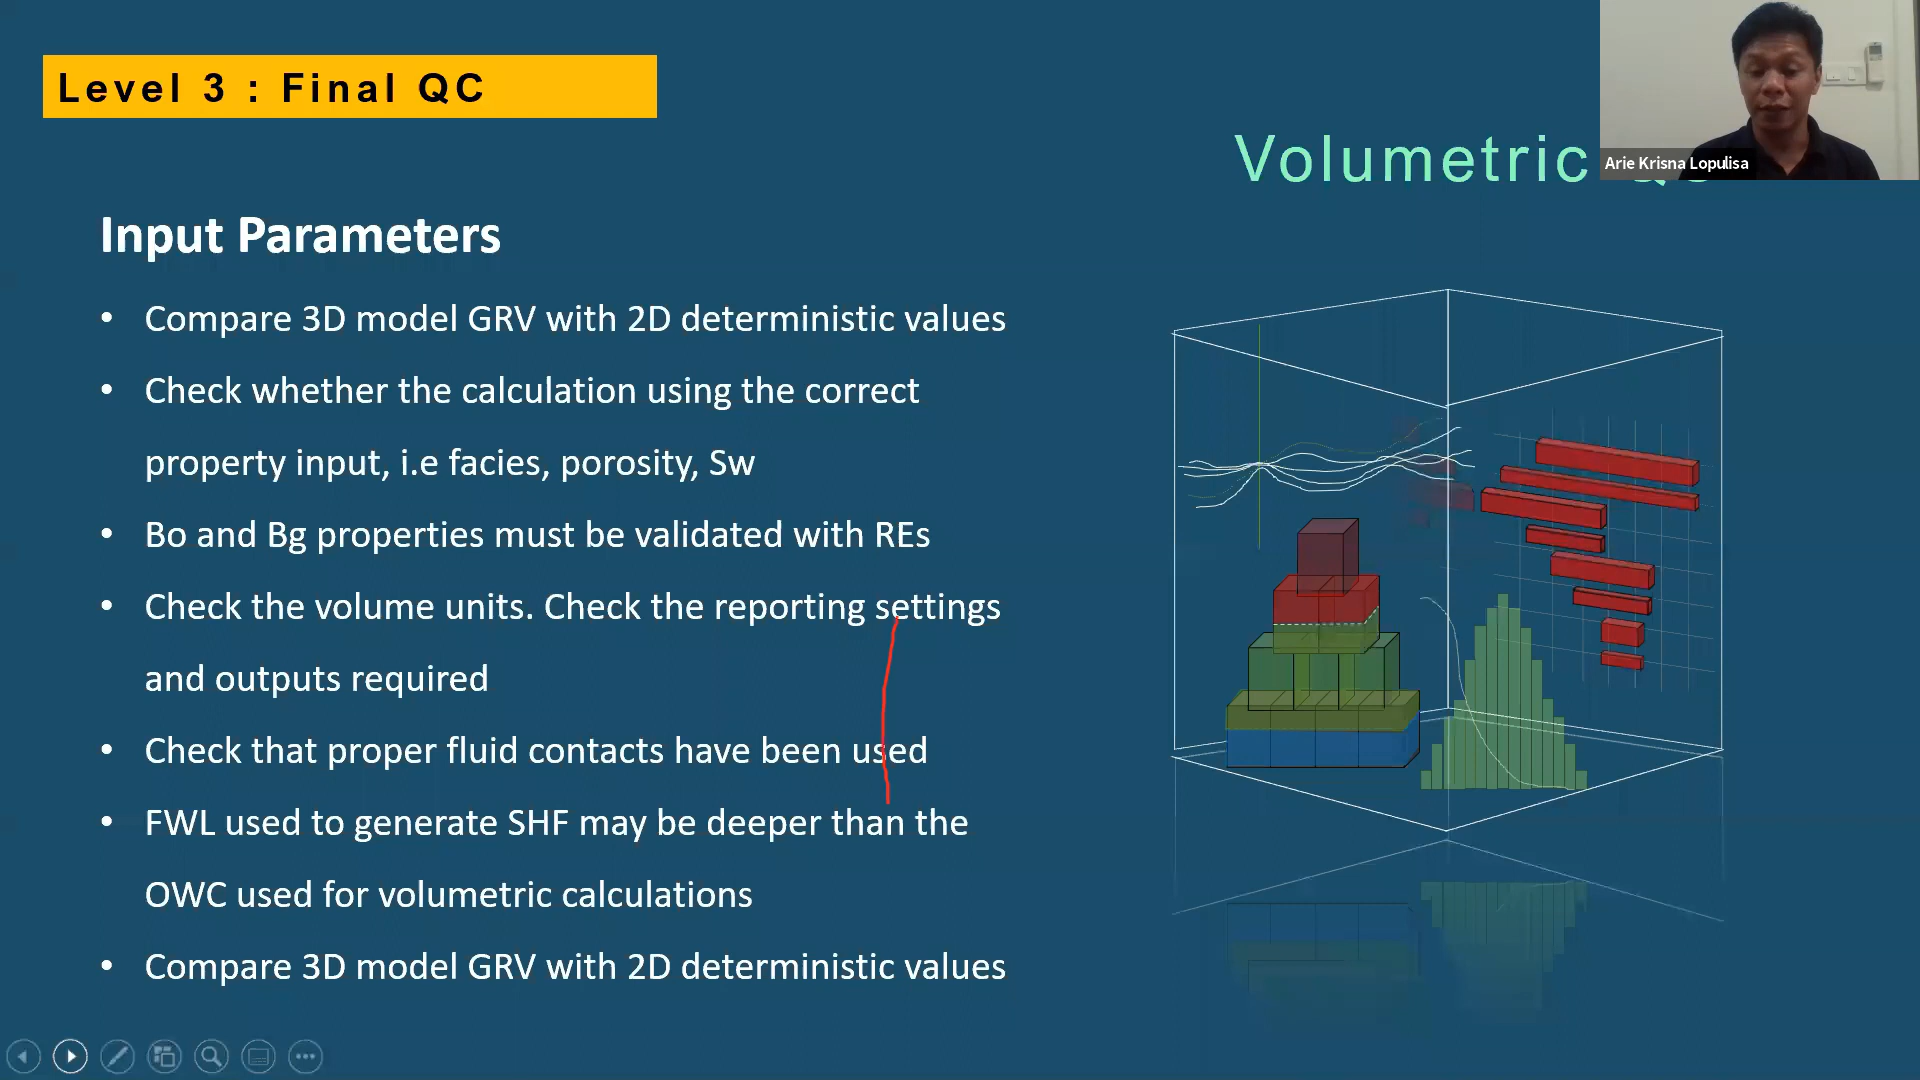 Level 3 : Final QC
Volumetric
Arie Krisna Lopulisa
Input Parameters
• Compare 3D model GRV with 2D deterministic values
• Check whether the calculation using the correct
property input, i.e facies, porosity, Sw
• Bo and Bg properties must be validated with REs
• Check the volume units. Check the reporting settings
and outputs required
• Check that proper fluid contacts have been used
• FWL used to generate SHF may be deeper than the
OWC used for volumetric calculations
• Compare 3D model GRV with 2D deterministic values